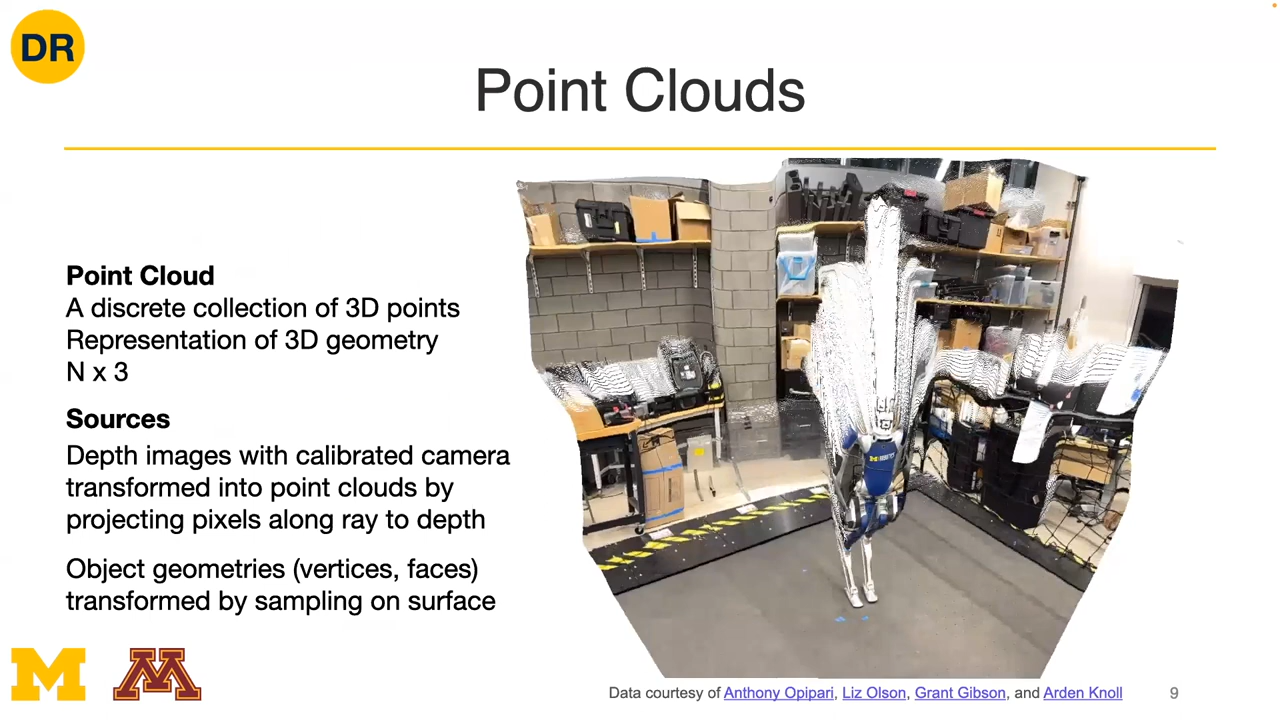 DR
Point Clouds
Point Cloud
A discrete collection of 3D points
Representation of 3D geometry
N x 3
Sources
Depth images with calibrated camera
transformed into point clouds by
projecting pixels along ray to depth
Object geometries (vertices, faces)
transformed by sampling on surface
M M
Data courtesy of Anthony Opipari, Liz Olson, Grant Gibson, and Arden Knoll
9